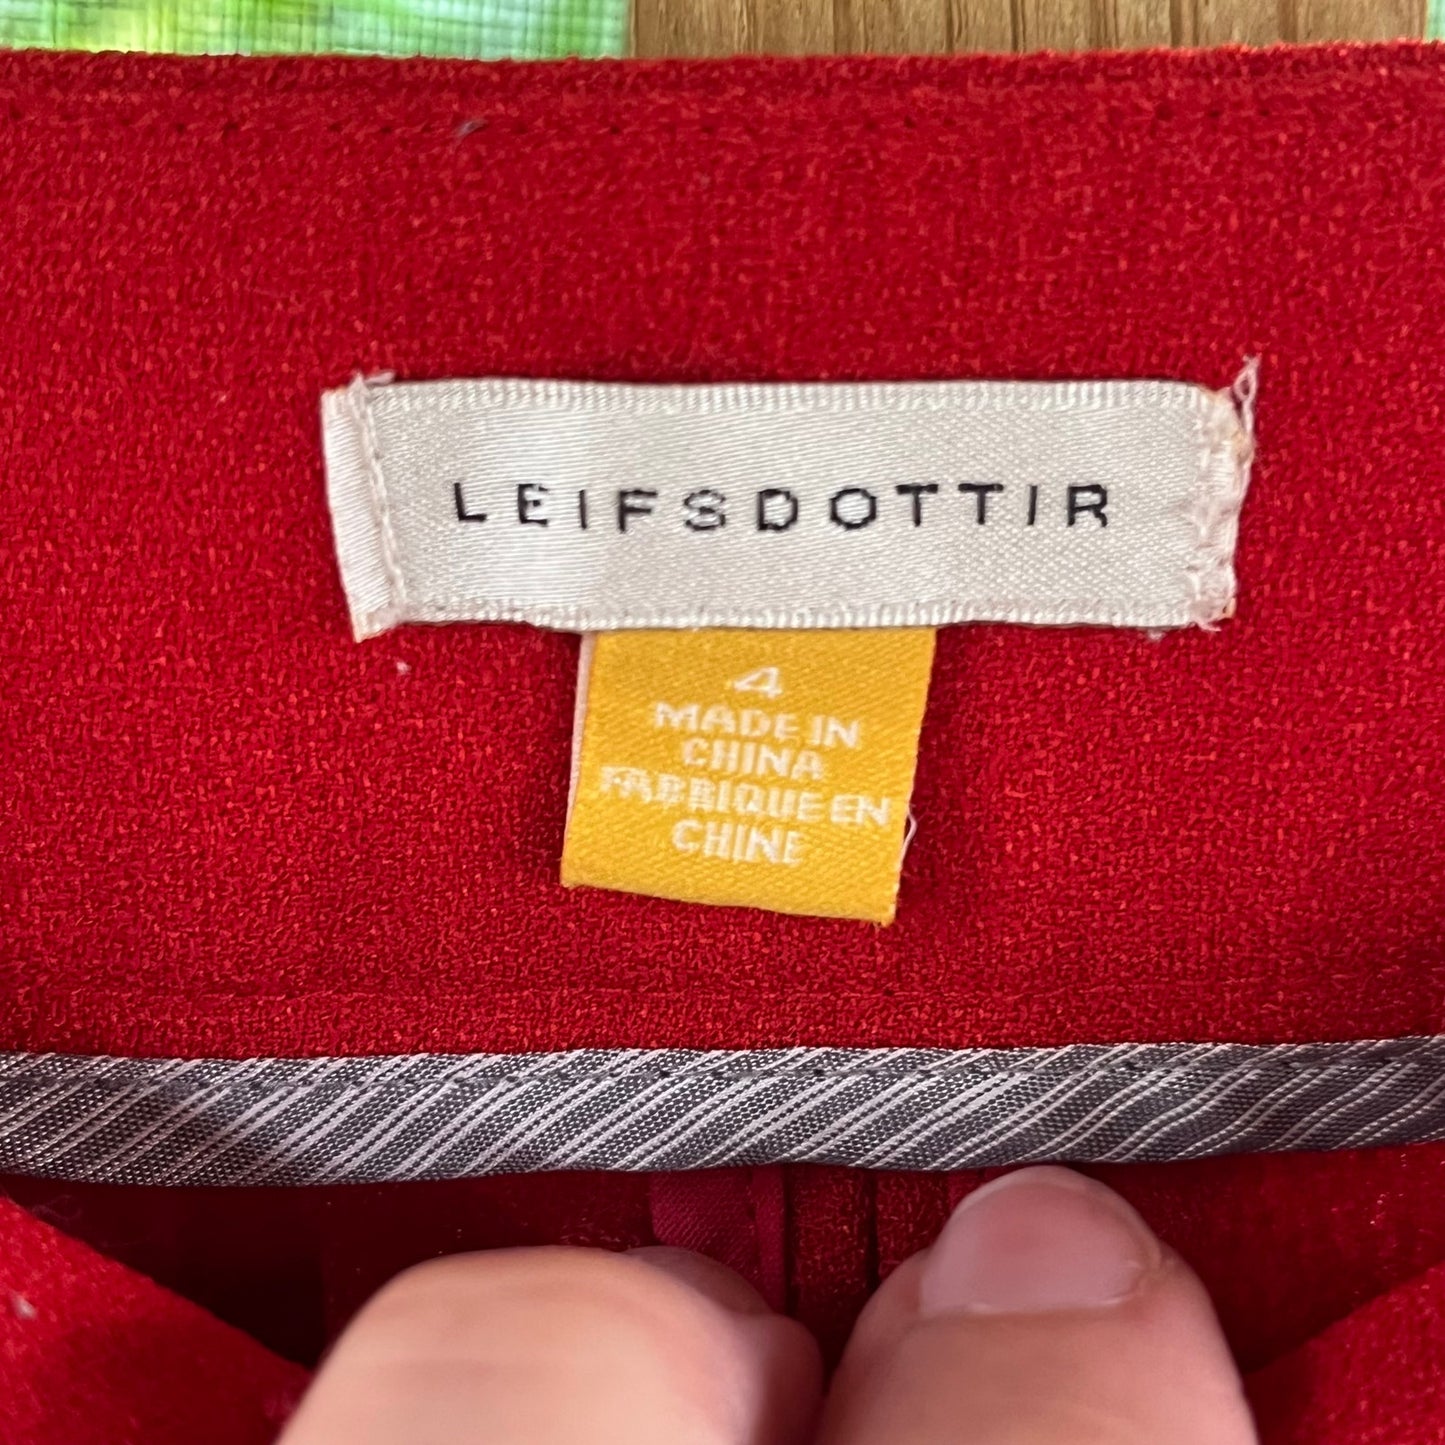 LEIFSDOTTIR
4
MADE IN
CHINA
FABRIQUE EN
CHINE